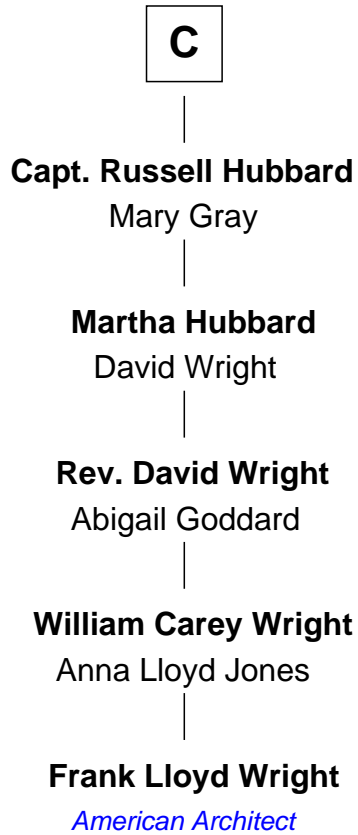 C
Capt. Russell Hubbard
Mary Gray
Martha Hubbard
David Wright
Rev. David Wright
Abigail Goddard
William Carey Wright
Anna Lloyd Jones
Frank Lloyd Wright
American Architect